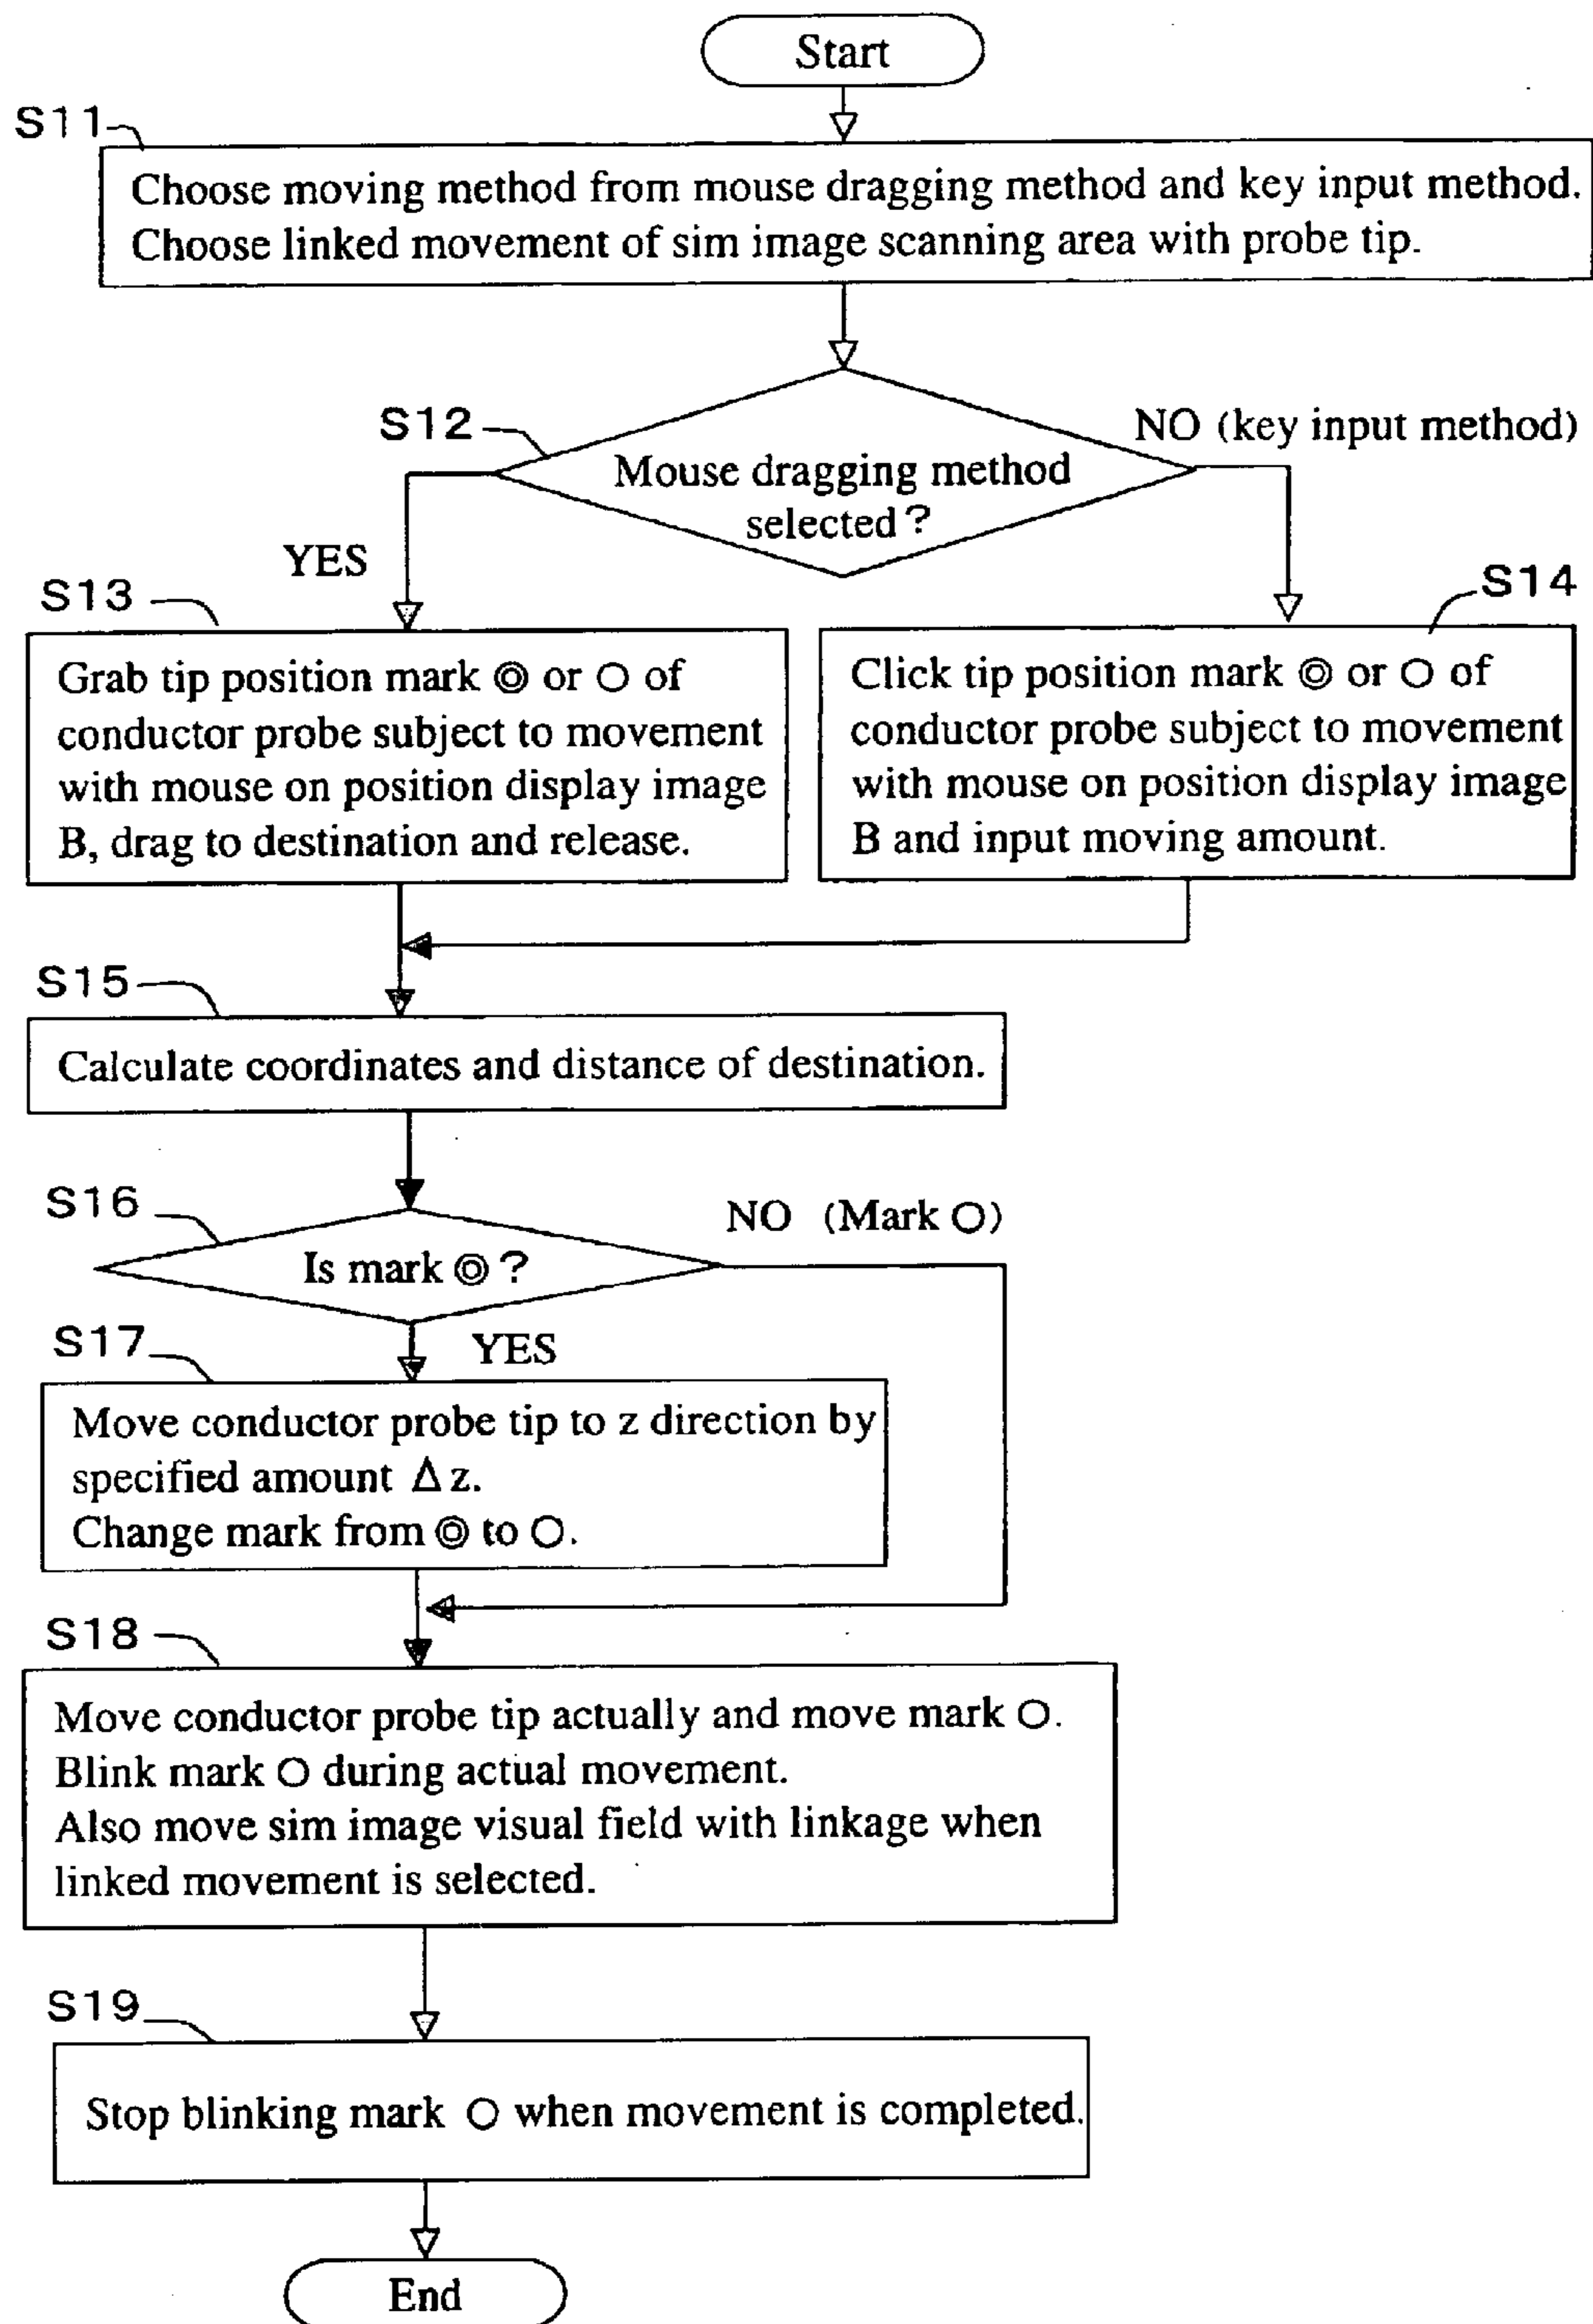 Start
S11
Choose moving method from mouse dragging method and key input method.
Choose linked movement of sim image scanning area with probe tip.
S12
NO (key input method)
Mouse dragging method
selected?
YES
S13
S14
Grab tip position mark ◎ or ○ of
conductor probe subject to movement
with mouse on position display image
B, drag to destination and release.
Click tip position mark ◎ or ○ of
conductor probe subject to movement
with mouse on position display image
B and input moving amount.
S15
Calculate coordinates and distance of destination.
S16
NO (Mark ○)
Is mark ◎ ?
S17
YES
Move conductor probe tip to z direction by
specified amount Δz.
Change mark from ◎ to ○.
S18
Move conductor probe tip actually and move mark ○.
Blink mark ○ during actual movement.
Also move sim image visual field with linkage when
linked movement is selected.
S19
Stop blinking mark ○ when movement is completed.
End